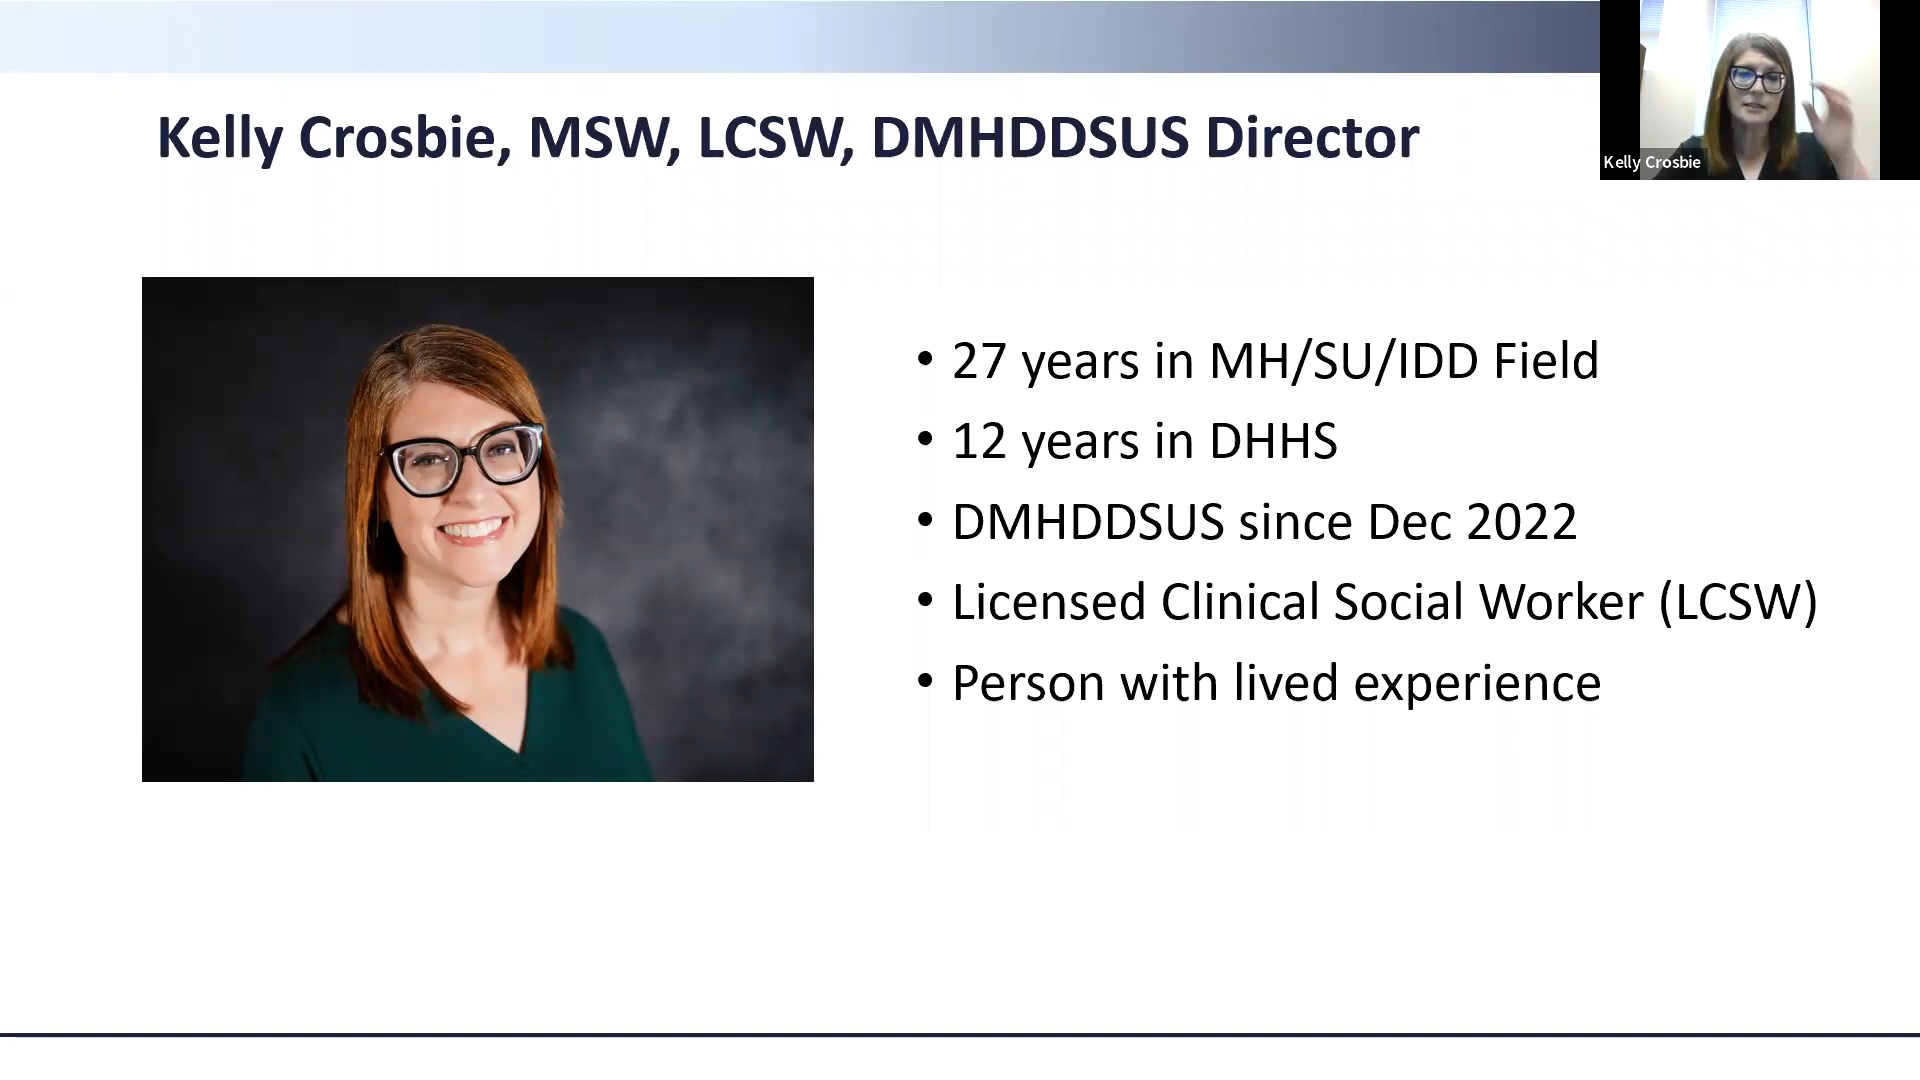 Kelly Crosbie, MSW, LCSW, DMHDDSUS Director
Kelly Crosbie
• 27 years in MH/SU/IDD Field
• 12 years in DHHS
• DMHDDSUS since Dec 2022
• Licensed Clinical Social Worker (LCSW)
• Person with lived experience